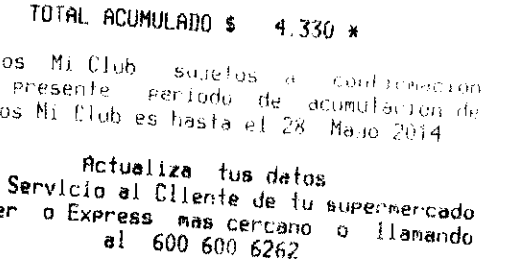 TOTAL ACUMULADO $ 4.330 *
os Mi Club sujetos a confirmacion
presente periodo de acumulacion de
os Mi Club es hasta el 28 Mayo 2014
Actualiza tus datos
Servicio al Cliente de tu supermercado
er o Express mas cercano o llamando
al 600 600 6262